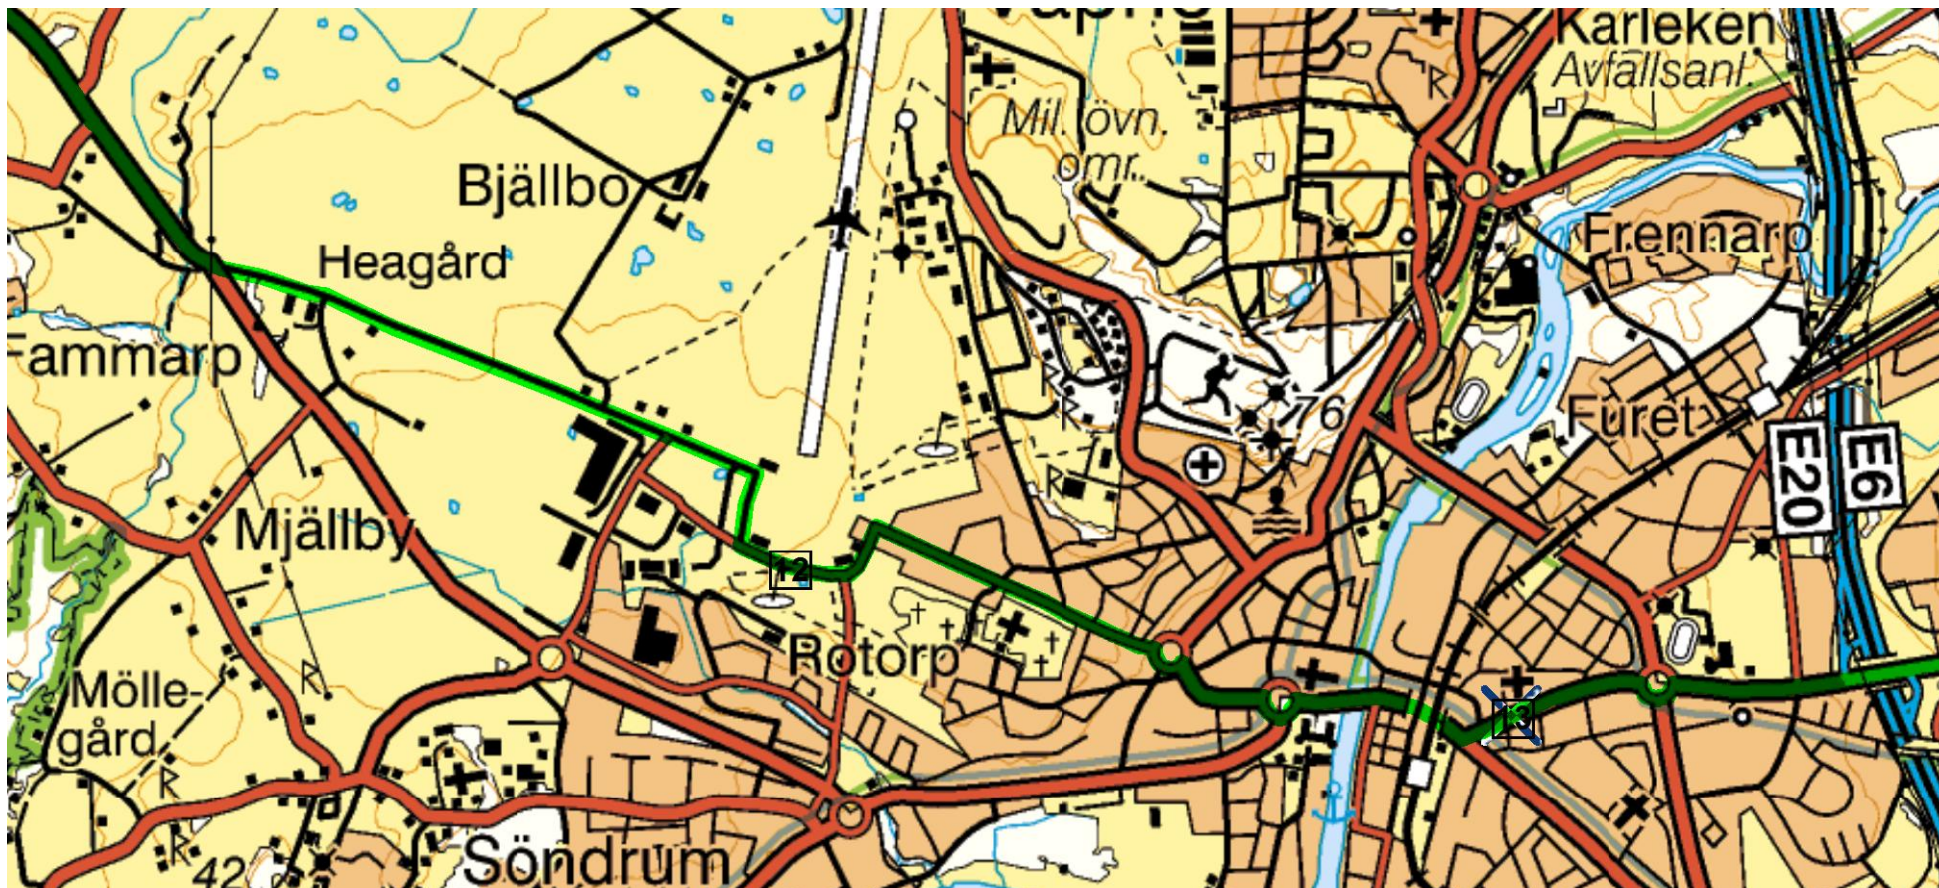 Karleken
Avfallsanl.
Mil. övn.
omr.
Bjällbo
Heagård
Frennarp
Fammarp
76
Furet
E20
E6
Mjällby
12
Rotorp
Mölle-
gård
13
Söndrum
42